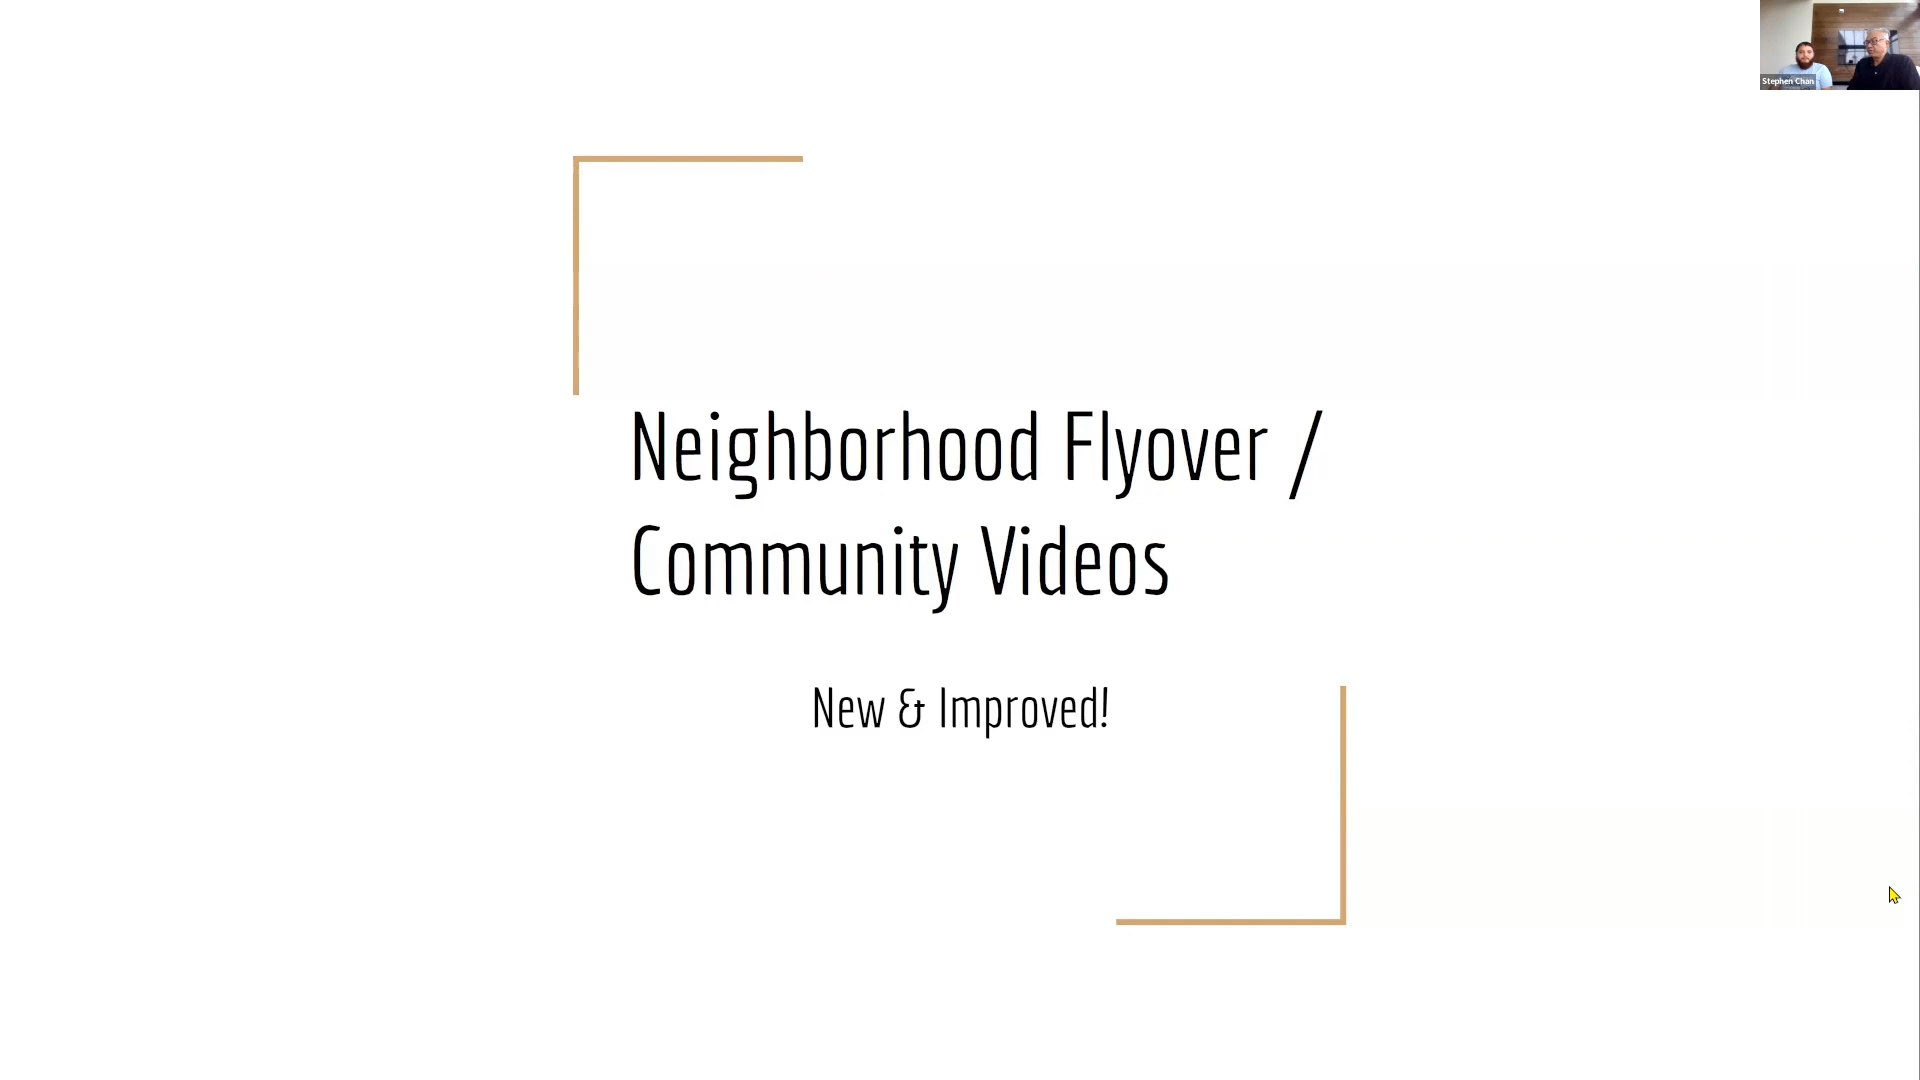 Stephen Chan
Neighborhood Flyover /
Community Videos
New & Improved!